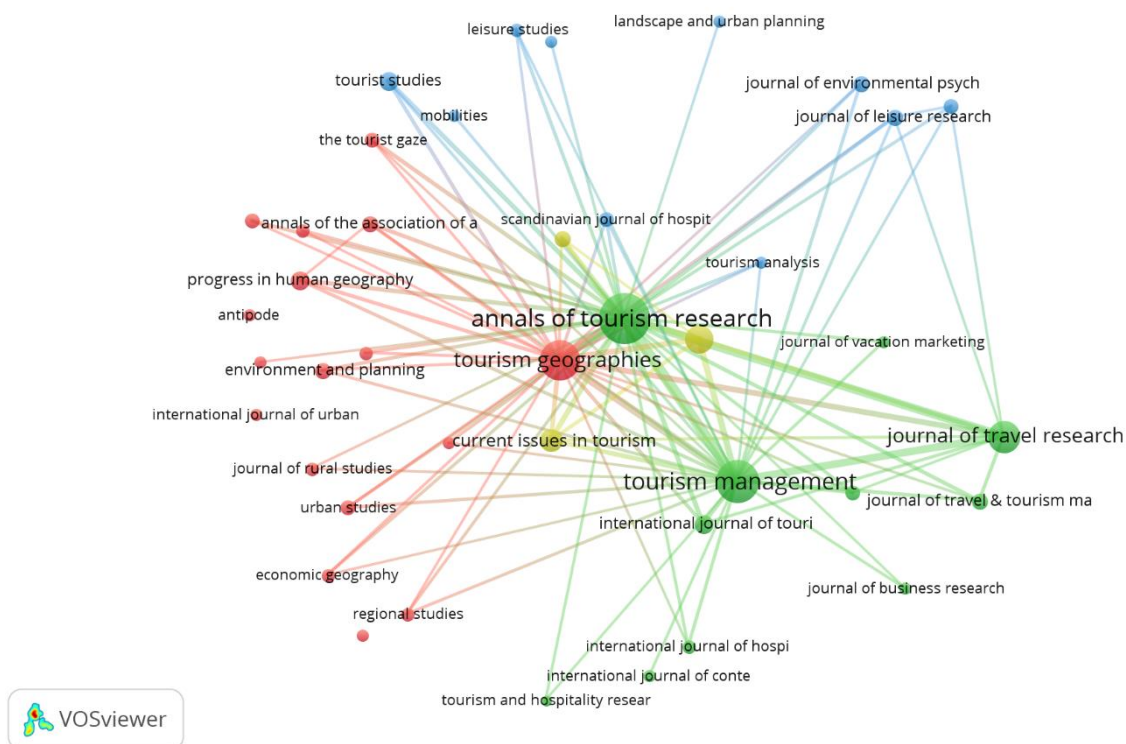 landscape and urban planning
leisure studies
tourist studies
journal of environmental psych
mobilities
journal of leisure research
the tourist gaze
annals of the association of a
scandinavian journal of hospit
tourism analysis
progress in human geography
antipode
annals of tourism research
journal of vacation marketing
tourism geographies
environment and planning
international journal of urban
current issues in tourism
journal of travel research
journal of rural studies
tourism management
journal of travel & tourism ma
urban studies
international journal of touri
economic geography
journal of business research
regional studies
international journal of hospi
international journal of conte
tourism and hospitality resear
VOSviewer